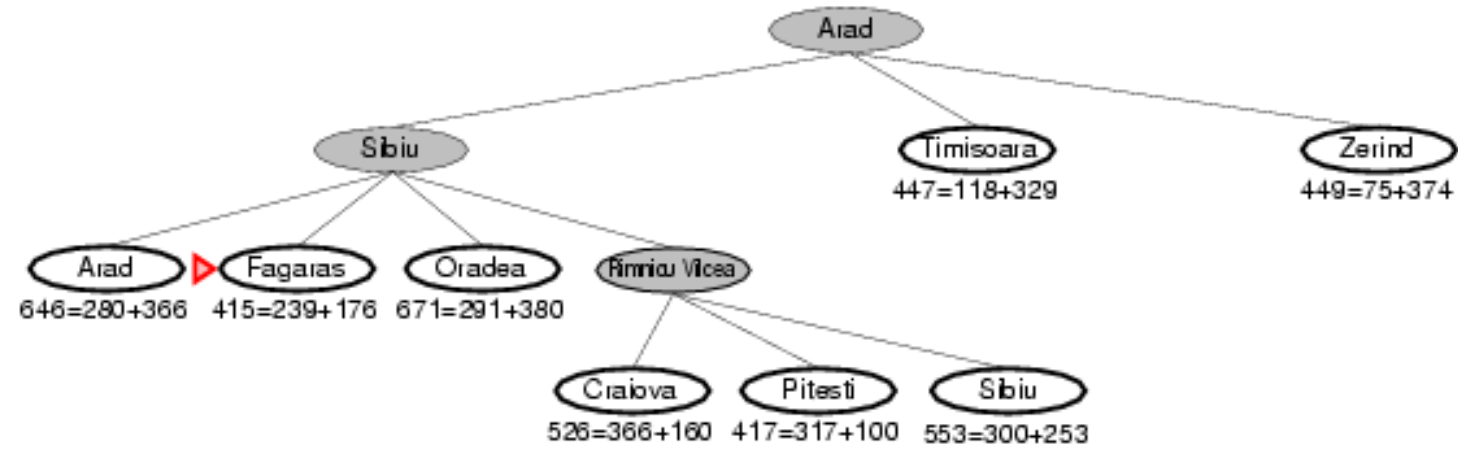 Arad
Sibiu
Timisoara
Zerind
447=118+329
449=75+374
Arad
Fagaras
Oradea
Rimnicu Vilcea
646=280+366
415=239+176
671=291+380
Craiova
Pitesti
Sibiu
526=366+160
417=317+100
553=300+253